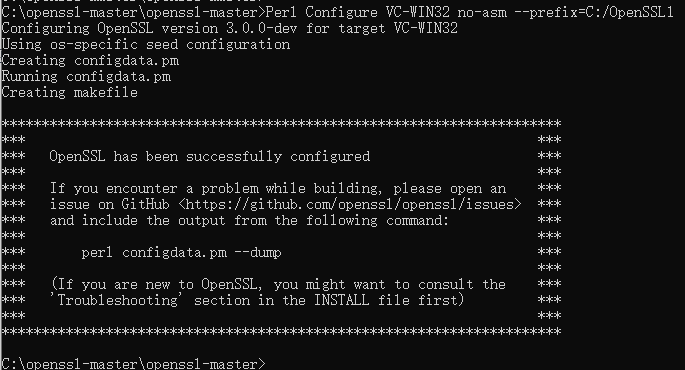 C:\openssl-master\openssl-master>Perl Configure VC-WIN32 no-asm --prefix=C:/OpenSSL1
Configuring OpenSSL version 3.0.0-dev for target VC-WIN32
Using os-specific seed configuration
Creating configdata.pm
Running configdata.pm
Creating makefile
**********************************************************************
***                                                                ***
***   OpenSSL has been successfully configured                     ***
***                                                                ***
***   If you encounter a problem while building, please open an    ***
***   issue on GitHub <https://github.com/openssl/openssl/issues>  ***
***   and include the output from the following command:           ***
***                                                                ***
***       perl configdata.pm --dump                                ***
***                                                                ***
***   (If you are new to OpenSSL, you might want to consult the    ***
***   'Troubleshooting' section in the INSTALL file first)         ***
***                                                                ***
**********************************************************************
C:\openssl-master\openssl-master>